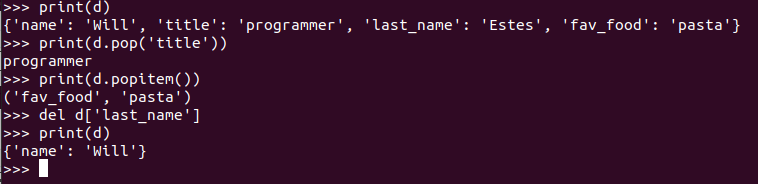 >>> print(d)
{'name': 'Will', 'title': 'programmer', 'last_name': 'Estes', 'fav_food': 'pasta'}
>>> print(d.pop('title'))
programmer
>>> print(d.popitem())
('fav_food', 'pasta')
>>> del d['last_name']
>>> print(d)
{'name': 'Will'}
>>>